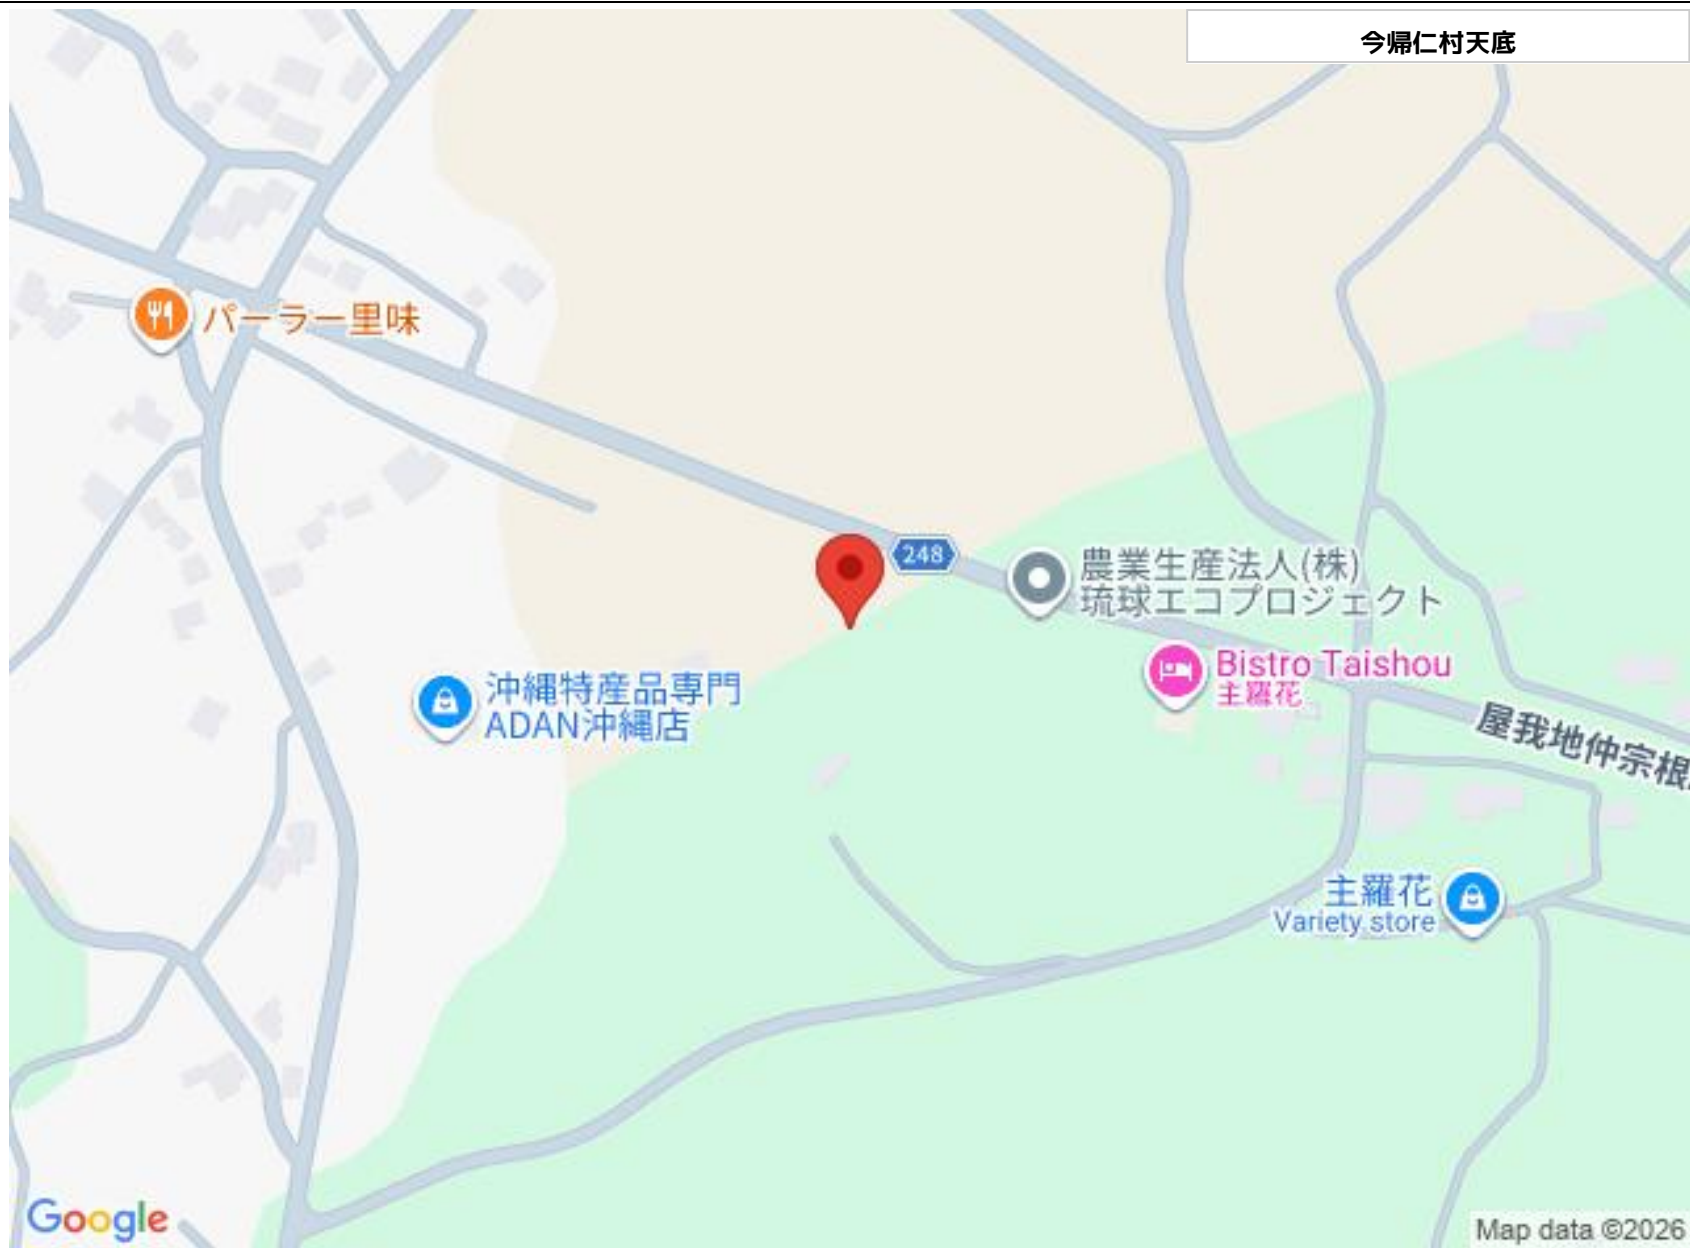 今帰仁村天底
パーラー里味
248
農業生産法人(株)
琉球エコプロジェクト
Bistro Taishou
主羅花
沖縄特産品専門
ADAN沖縄店
屋我地仲宗根
主羅花
Variety store
Google
Map data ©2026